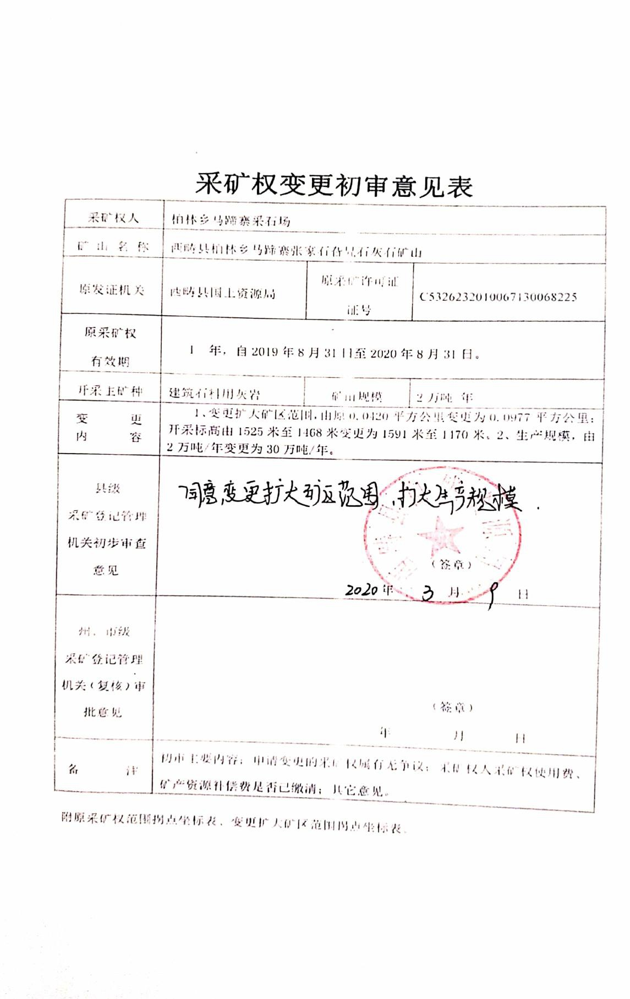 采矿权变更初审意见表
采矿权人
柏林乡马蹄寨采石场
矿山名称
西畴县柏林乡马蹄寨张家石旮旯石灰石矿山
原发证机关
西畴县国土资源局
原采矿许可证
证号
C5326232010067130068225
原采矿权
有效期
1 年，自 2019 年 8 月 31 日至 2020 年 8 月 31 日。
开采主矿种
建筑石料用灰岩
矿山规模
2 万吨 年
变更
内容
1、变更扩大矿区范围，由原 0.0420 平方公里变更为 0.0977 平方公里；
开采标高由 1525 米至 1468 米变更为 1591 米至 1470 米。2、生产规模，由
2 万吨/年变更为 30 万吨/年。
县级
采矿登记管理
机关初步审查
意见
同意变更扩大矿区范围，扩大生产规模．
（签章）
2020 年 3 月 9 日
州、市级
采矿登记管理
机关（复核）审
批意见
（签章）
年 月 日
备注
初审主要内容：申请变更的采矿权属有无争议；采矿权人采矿权使用费、
矿产资源补偿费是否已缴清；其它意见。
附原采矿权范围拐点坐标表、变更扩大矿区范围拐点坐标表。